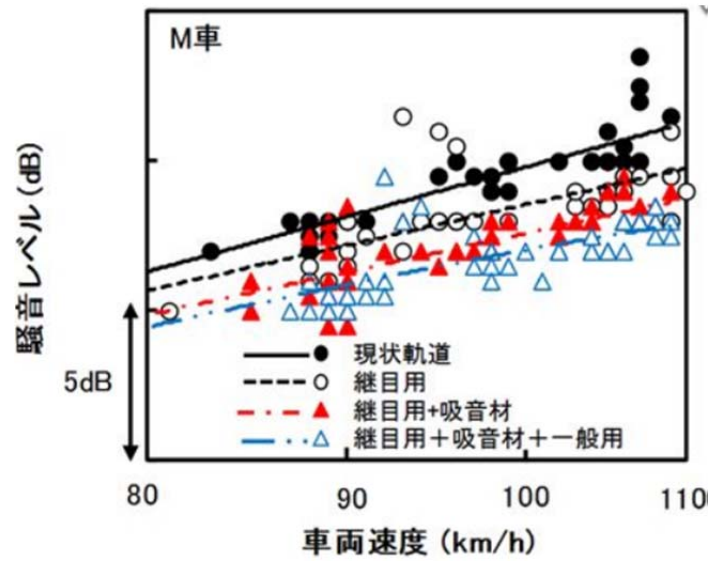 M車
騒音レベル(dB)
5dB
現状軌道
継目用
継目用+吸音材
継目用＋吸音材＋一般用
80
90
100
110
車両速度 (km/h)